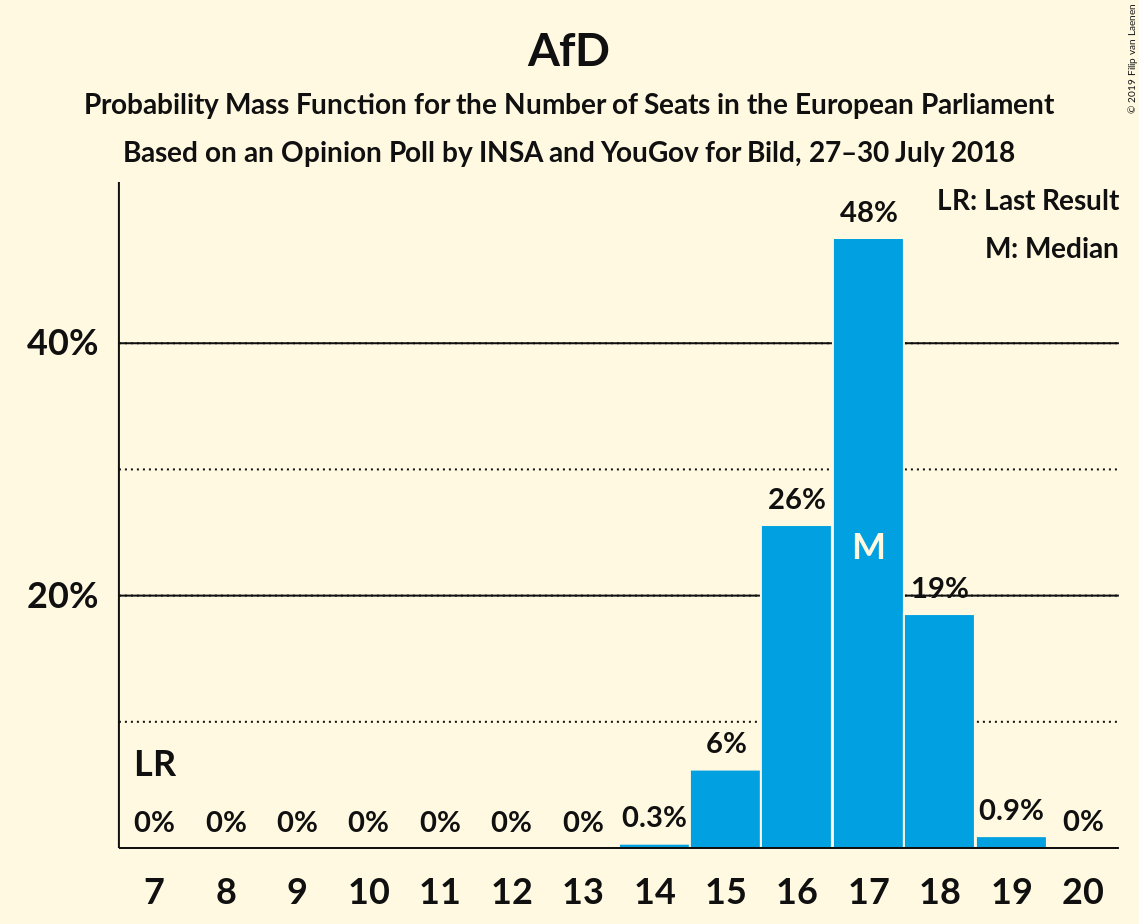 AfD
Probability Mass Function for the Number of Seats in the European Parliament
Based on an Opinion Poll by INSA and YouGov for Bild, 27–30 July 2018
© 2019 Filip van Laenen
LR: Last Result
M: Median
40%
20%
LR
0% 0% 0% 0% 0% 0% 0% 0.3% 6% 26% 48% 19% 0.9% 0%
M
7 8 9 10 11 12 13 14 15 16 17 18 19 20